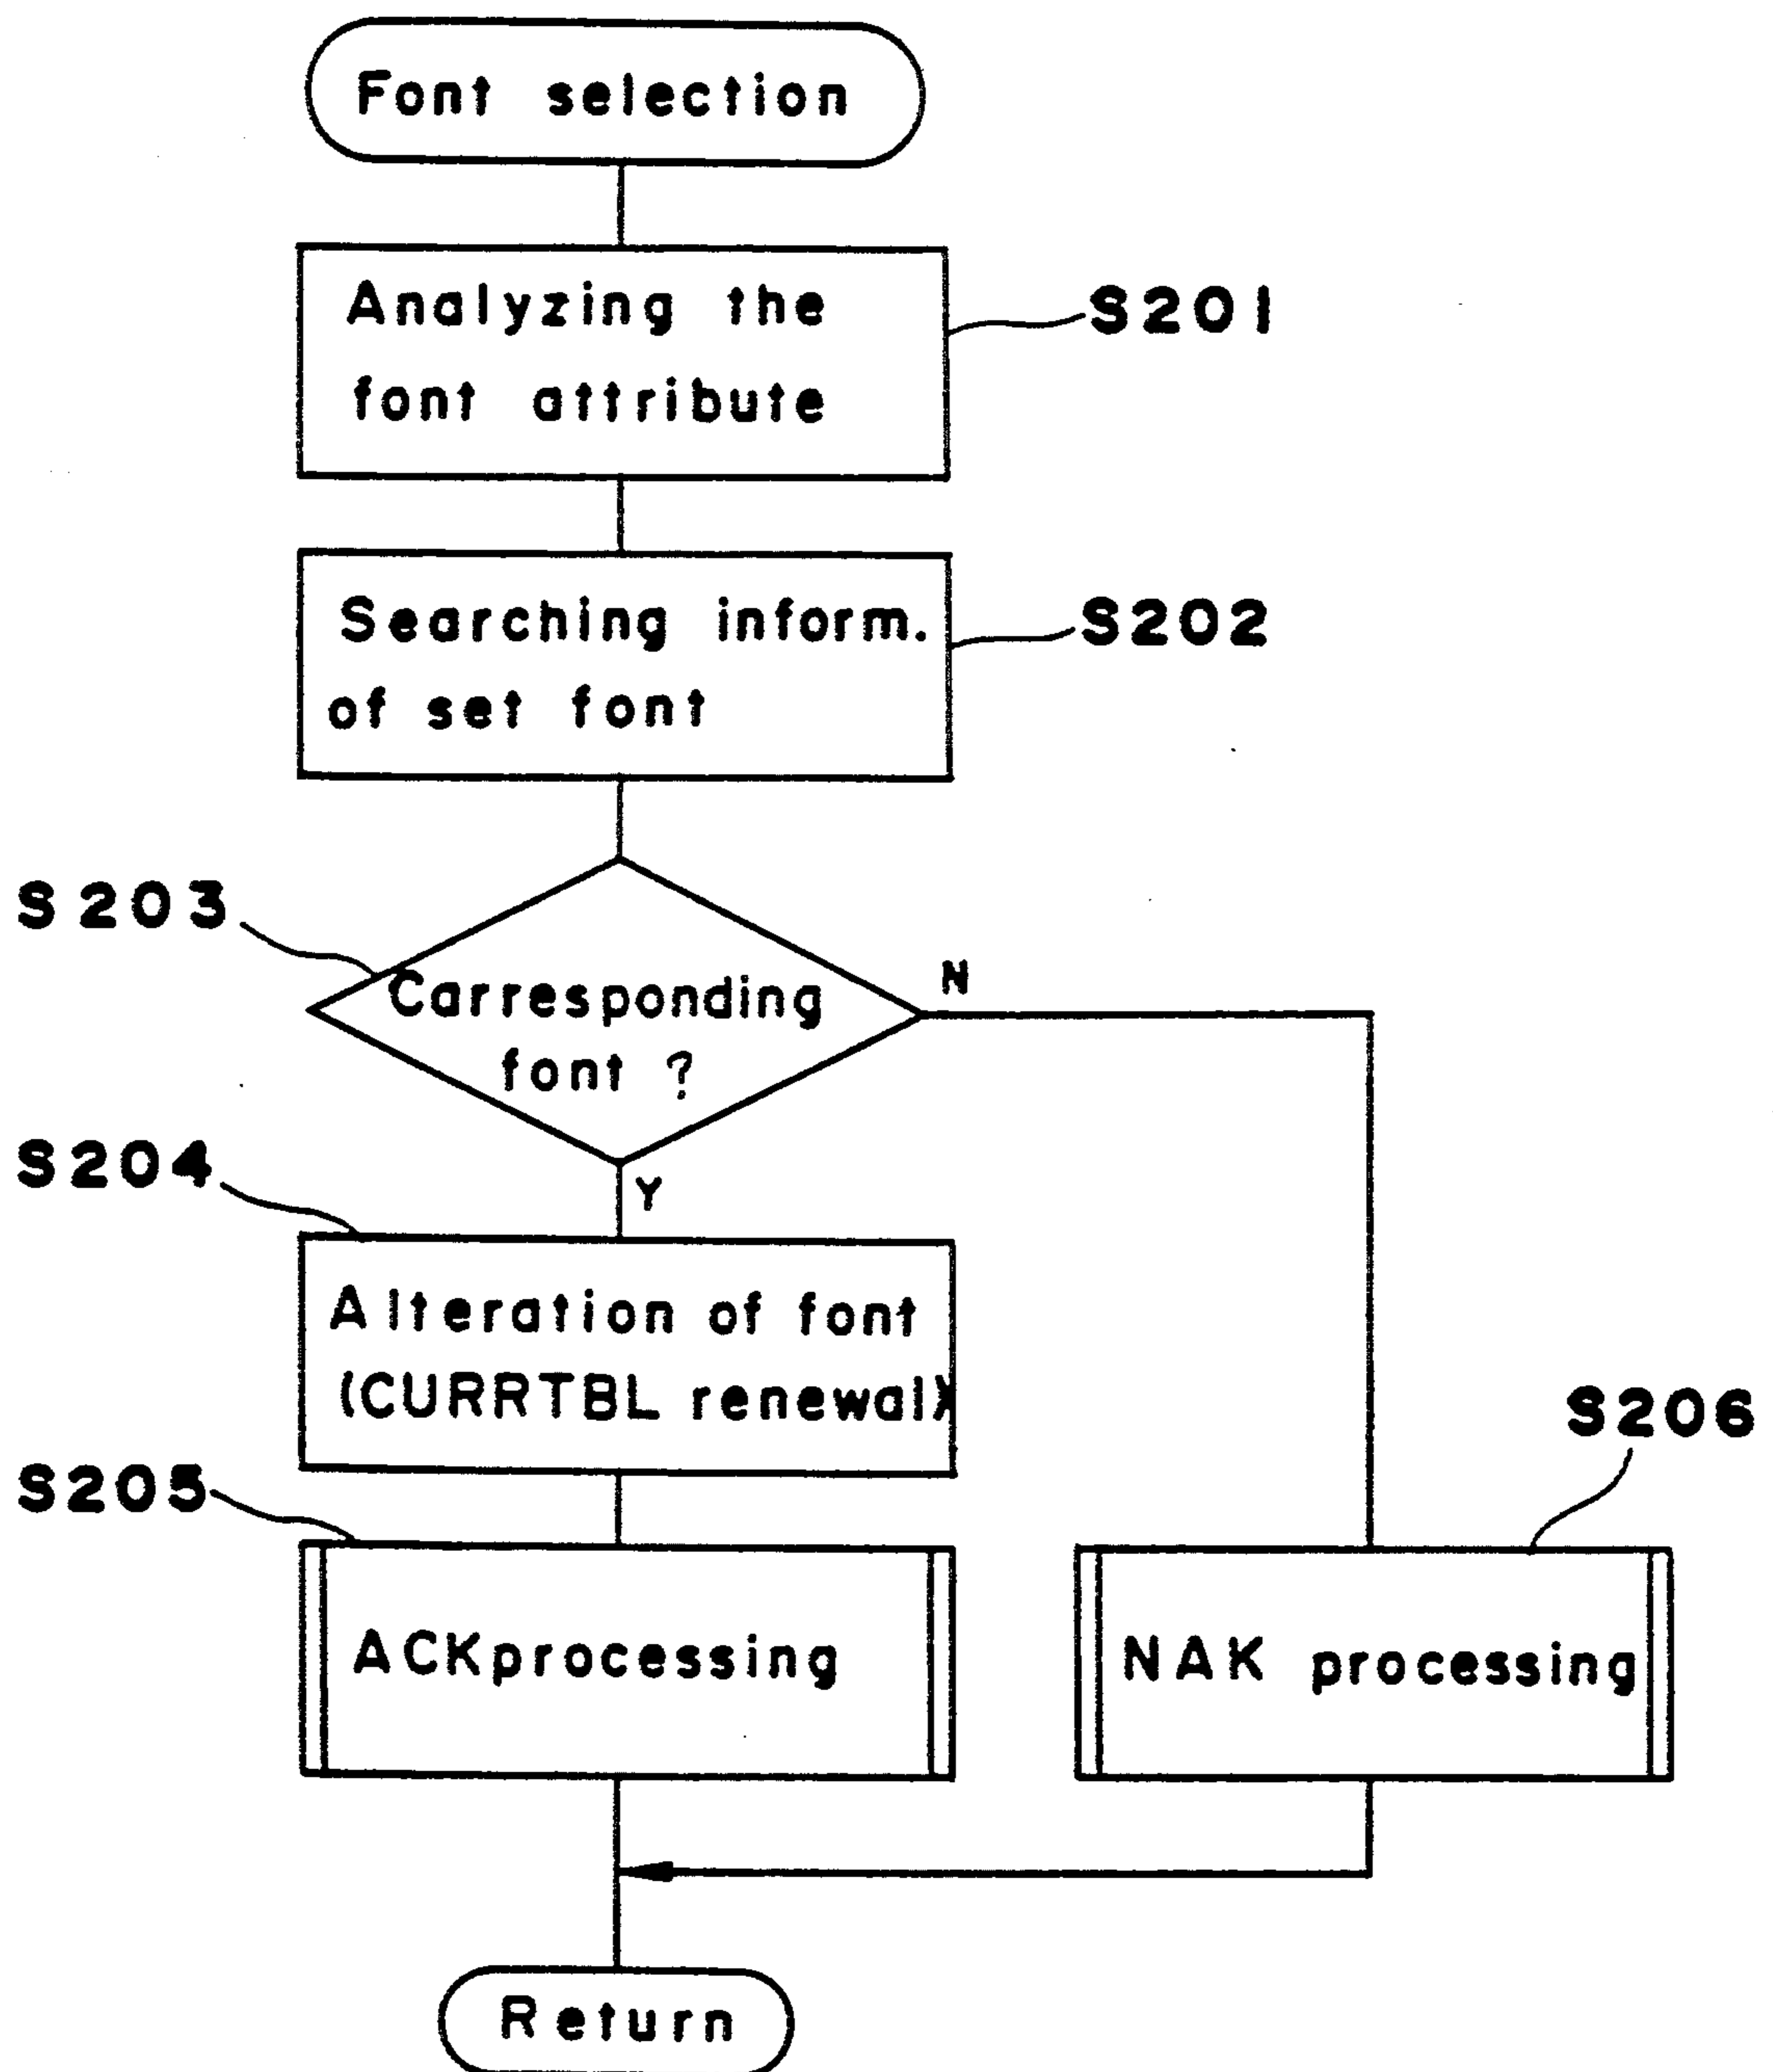 Font selection
Analyzing the
font attribute
S201
Searching inform.
of set font
S202
S203
Carresponding
font ?
N
Y
S204
Alteration of font
(CURRTBL renewal)
S205
ACKprocessing
S206
NAK processing
Return